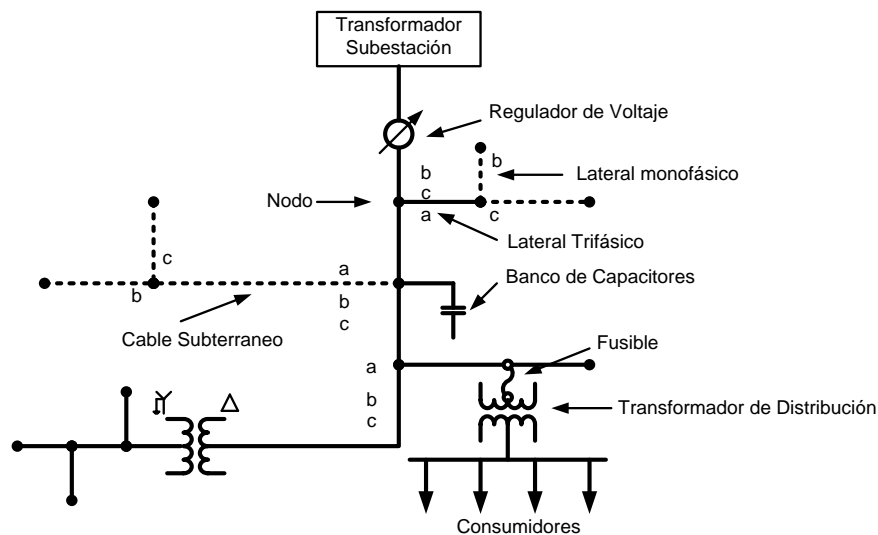 Transformador
Subestación
Regulador de Voltaje
b
b
Lateral monofásico
c
Nodo
a
c
Lateral Trifásico
c
a
Banco de Capacitores
b
b
c
Cable Subterraneo
Fusible
a
b
Transformador de Distribución
c
Consumidores